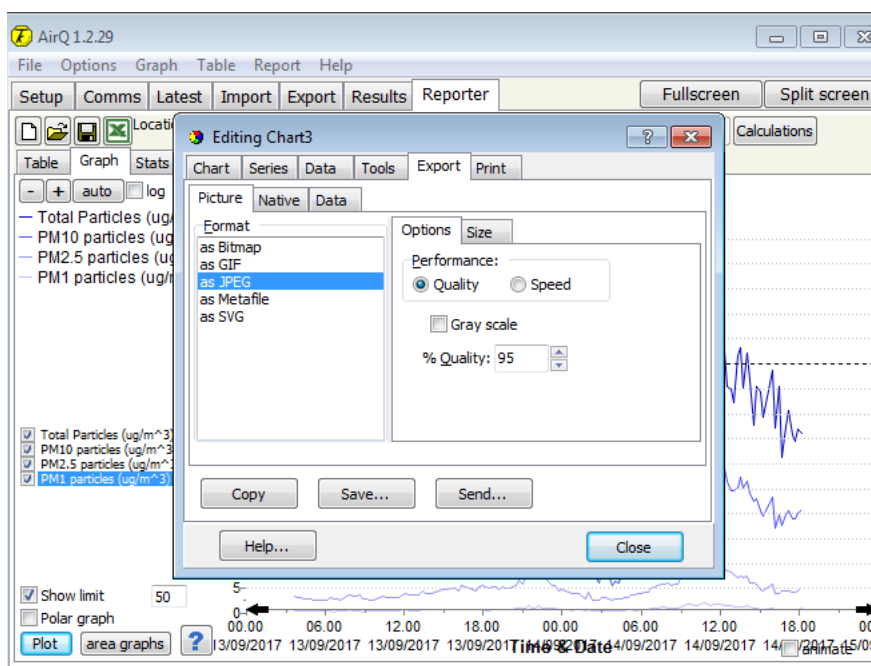 AirQ 1.2.29
File Options Graph Table Report Help
Setup Comms Latest Import Export Results Reporter Fullscreen Split screen
Calculations
Table Graph Stats
- + auto log
Total Particles (ug/
PM10 particles (ug
PM2.5 particles (ug
PM1 particles (ug/m
Editing Chart3
Chart Series Data Tools Export Print
Picture Native Data
Format
as Bitmap
as GIF
as JPEG
as Metafile
as SVG
Options Size
Performance:
Quality Speed
Gray scale
% Quality: 95
Copy Save... Send...
Help... Close
Total Particles (ug/m^3)
PM10 particles (ug/m^3
PM2.5 particles (ug/m^3
PM1 particles (ug/m^3)
Show limit 50
Polar graph
Plot area graphs ?
5
0
00.00 06.00 12.00 18.00 00.00 06.00 12.00 18.00 00
13/09/2017 13/09/2017 13/09/2017 13/09/2017 14/09/2017 14/09/2017 14/09/2017
Time & Date
animate